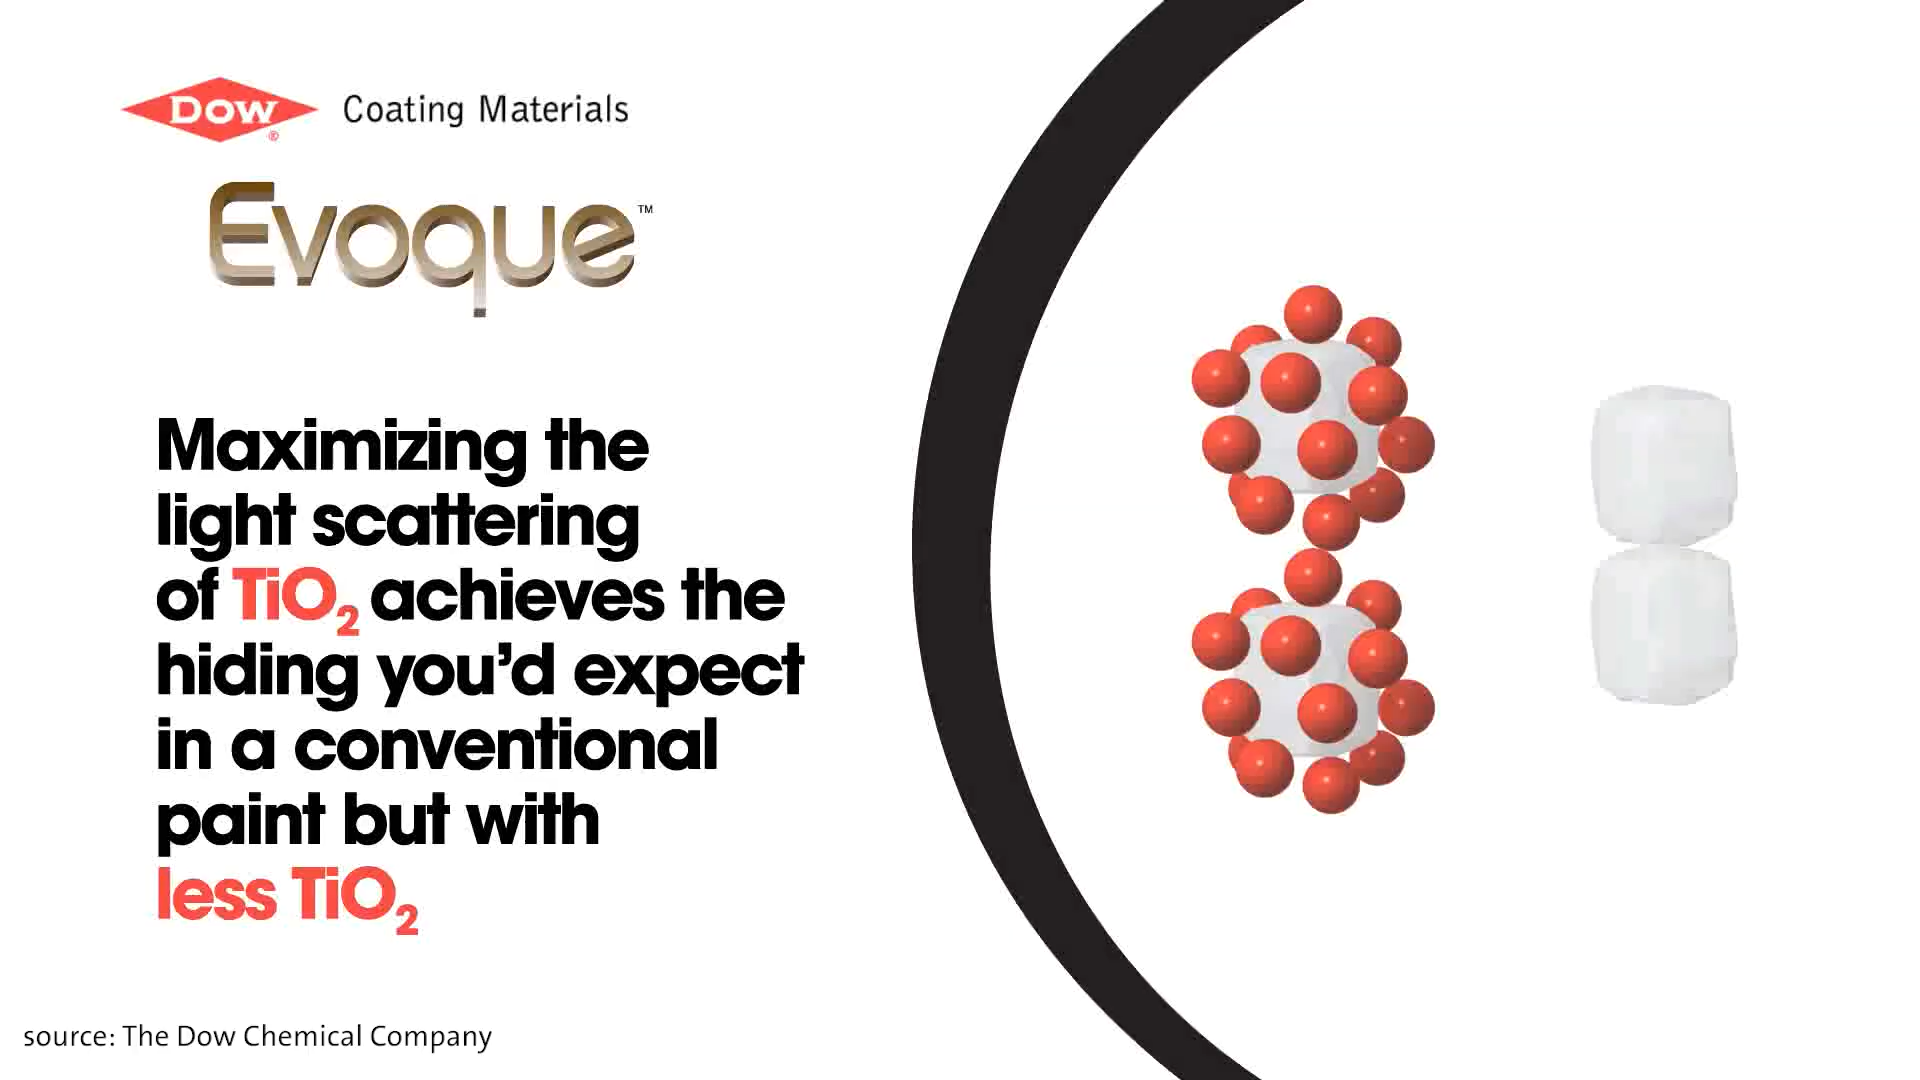 DOW
®
Coating Materials
Evoque™
Maximizing the
light scattering
of TiO₂ achieves the
hiding you’d expect
in a conventional
paint but with
less TiO₂
source: The Dow Chemical Company